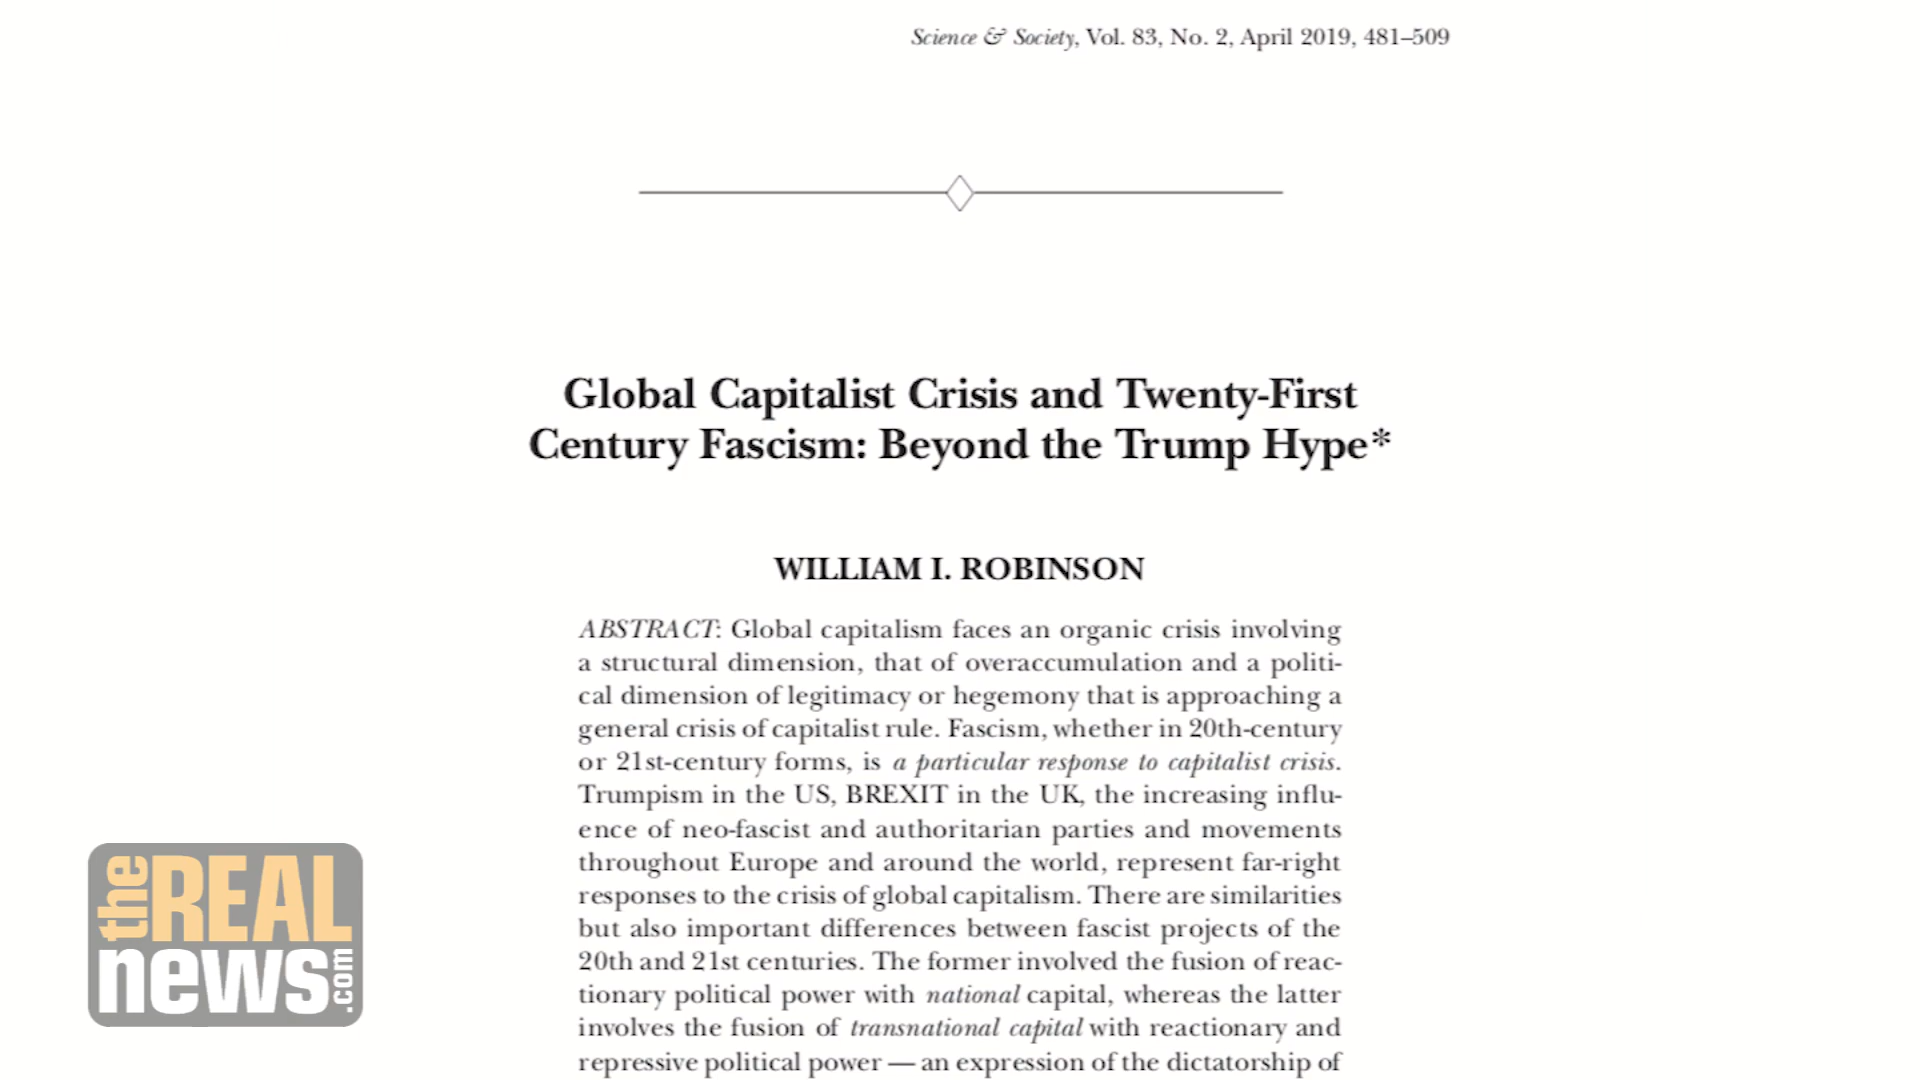 Science & Society, Vol. 83, No. 2, April 2019, 481–509
Global Capitalist Crisis and Twenty-First
Century Fascism: Beyond the Trump Hype*
WILLIAM I. ROBINSON
ABSTRACT: Global capitalism faces an organic crisis involving
a structural dimension, that of overaccumulation and a politi-
cal dimension of legitimacy or hegemony that is approaching a
general crisis of capitalist rule. Fascism, whether in 20th-century
or 21st-century forms, is a particular response to capitalist crisis.
Trumpism in the US, BREXIT in the UK, the increasing influ-
ence of neo-fascist and authoritarian parties and movements
throughout Europe and around the world, represent far-right
responses to the crisis of global capitalism. There are similarities
but also important differences between fascist projects of the
20th and 21st centuries. The former involved the fusion of reac-
tionary political power with national capital, whereas the latter
involves the fusion of transnational capital with reactionary and
repressive political power — an expression of the dictatorship of
the REAL
news.com